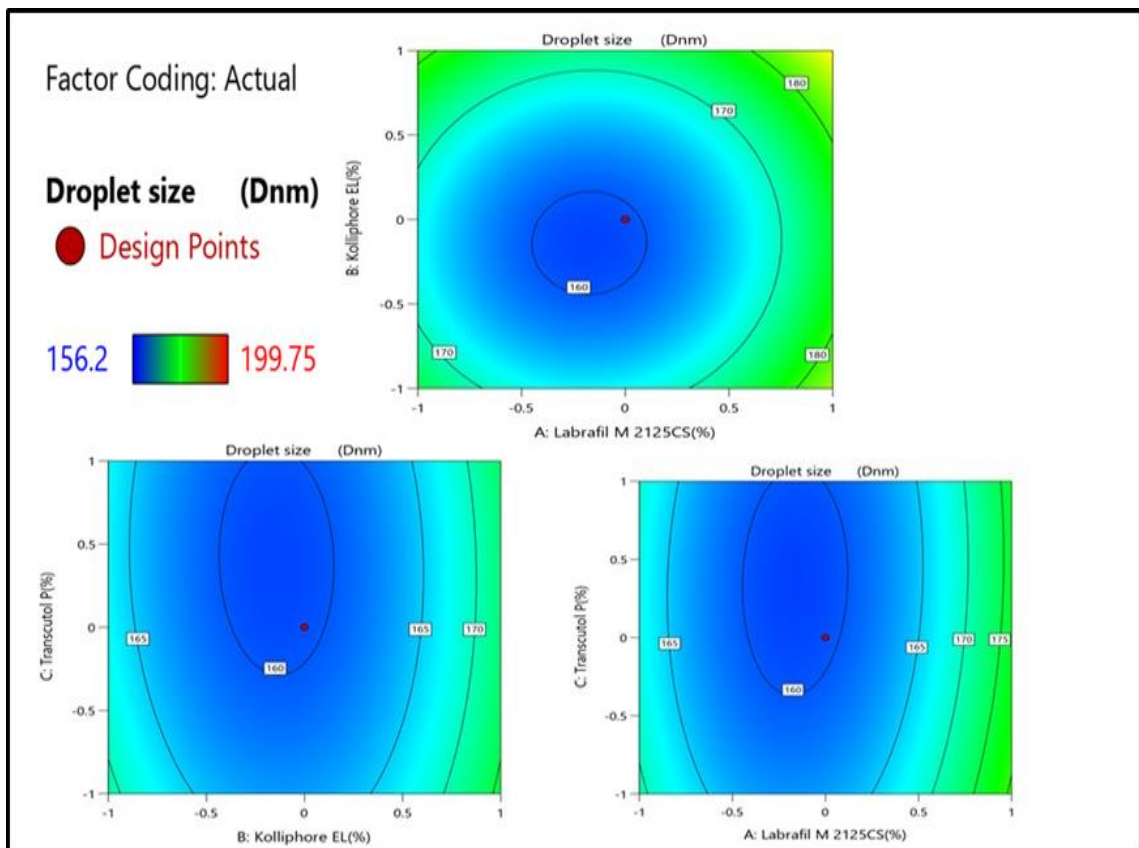 Factor Coding: Actual
Droplet size (Dnm)
Design Points
156.2 199.75
Droplet size (Dnm)
B: Kolliphore EL(%)
1
0.5
0
-0.5
-1
180
170
160
170
180
-1 -0.5 0 0.5 1
A: Labrafil M 2125CS(%)
Droplet size (Dnm)
C: Transcutol P(%)
1
0.5
0
-0.5
-1
165
160
165
170
-1 -0.5 0 0.5 1
B: Kolliphore EL(%)
Droplet size (Dnm)
C: Transcutol P(%)
1
0.5
0
-0.5
-1
165
160
165
170
175
-1 -0.5 0 0.5 1
A: Labrafil M 2125CS(%)